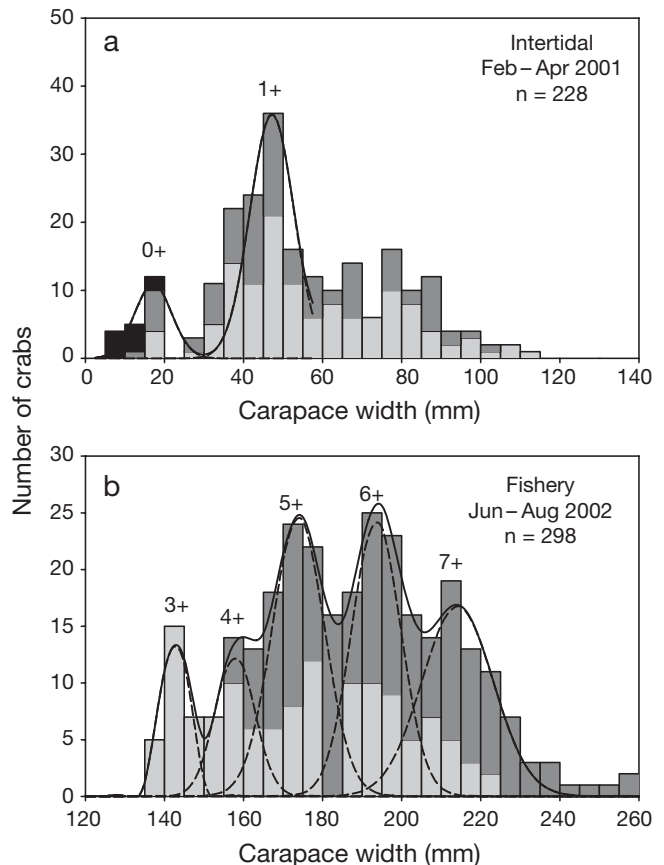 Number of crabs
a
Intertidal
Feb–Apr 2001
n = 228
50
40
30
20
10
0
0+
1+
0 20 40 60 80 100 120 140
Carapace width (mm)
b
Fishery
Jun–Aug 2002
n = 298
30
25
20
15
10
5
0
3+
4+
5+
6+
7+
120 140 160 180 200 220 240 260
Carapace width (mm)